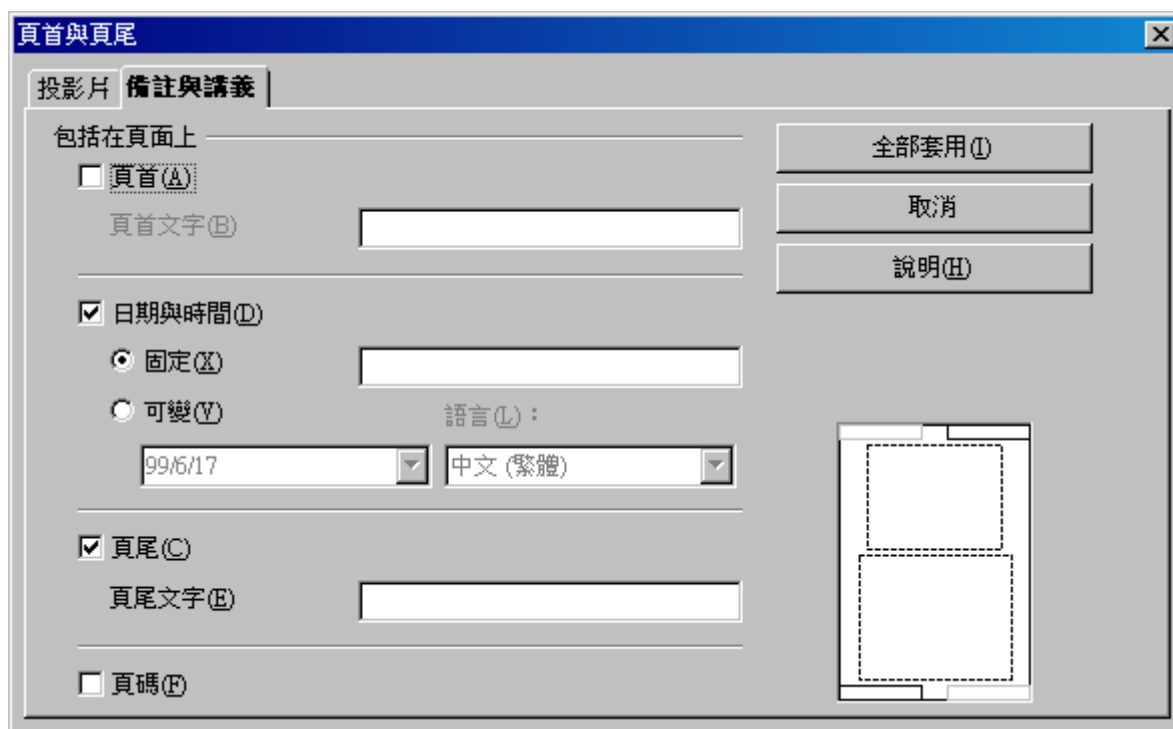 頁首與頁尾
投影片 備註與講義
包括在頁面上
全部套用(I)
頁首(A)
取消
頁首文字(B)
說明(H)
日期與時間(D)
固定(X)
可變(Y) 語言(L)：
99/6/17 中文 (繁體)
頁尾(C)
頁尾文字(E)
頁碼(F)